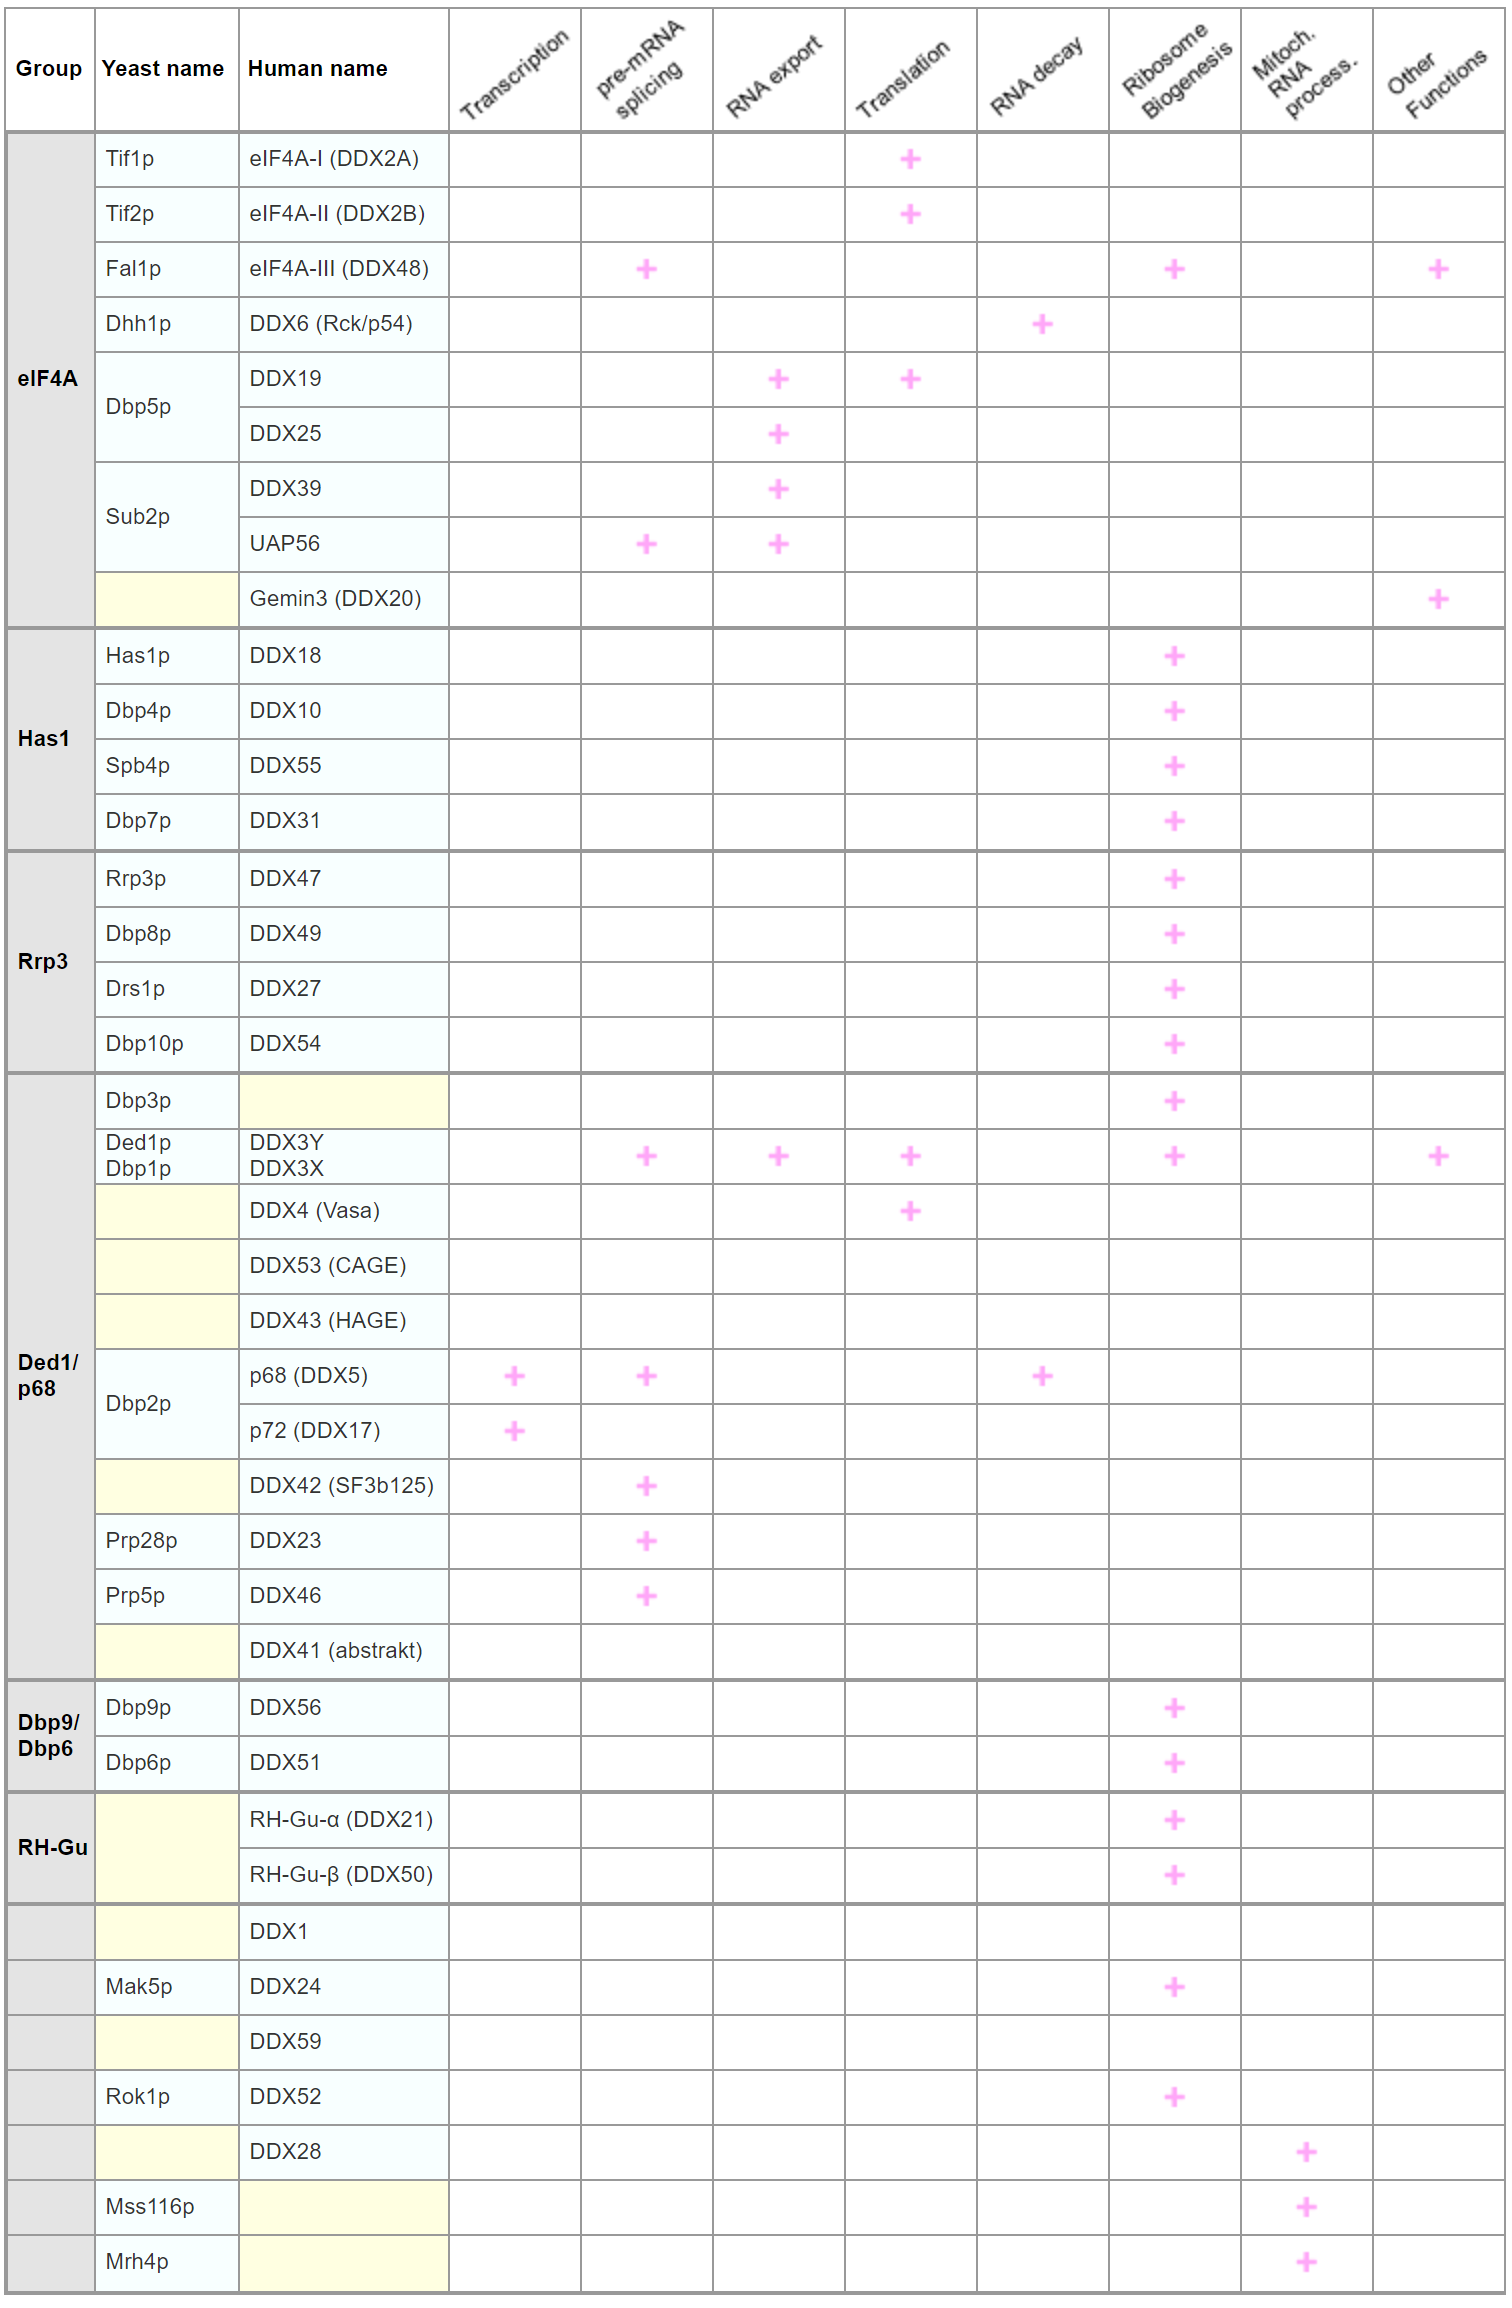 Group Yeast name Human name Transcription pre-mRNA splicing RNA export Translation RNA decay Ribosome Biogenesis Mitoch. RNA process. Other Functions
eIF4A
Tif1p eIF4A-I (DDX2A) +
Tif2p eIF4A-II (DDX2B) +
Fal1p eIF4A-III (DDX48) + + +
Dhh1p DDX6 (Rck/p54) +
Dbp5p DDX19 + +
DDX25 +
Sub2p DDX39 +
UAP56 + +
Gemin3 (DDX20) +
Has1
Has1p DDX18 +
Dbp4p DDX10 +
Spb4p DDX55 +
Dbp7p DDX31 +
Rrp3
Rrp3p DDX47 +
Dbp8p DDX49 +
Drs1p DDX27 +
Dbp10p DDX54 +
Ded1/
p68
Dbp3p +
Ded1p DDX3Y
Dbp1p DDX3X + + + + +
DDX4 (Vasa) +
DDX53 (CAGE)
DDX43 (HAGE)
Dbp2p p68 (DDX5) + + +
p72 (DDX17) +
DDX42 (SF3b125) +
Prp28p DDX23 +
Prp5p DDX46 +
DDX41 (abstrakt)
Dbp9/
Dbp6
Dbp9p DDX56 +
Dbp6p DDX51 +
RH-Gu
RH-Gu-α (DDX21) +
RH-Gu-β (DDX50) +
DDX1
Mak5p DDX24 +
DDX59
Rok1p DDX52 +
DDX28 +
Mss116p +
Mrh4p +